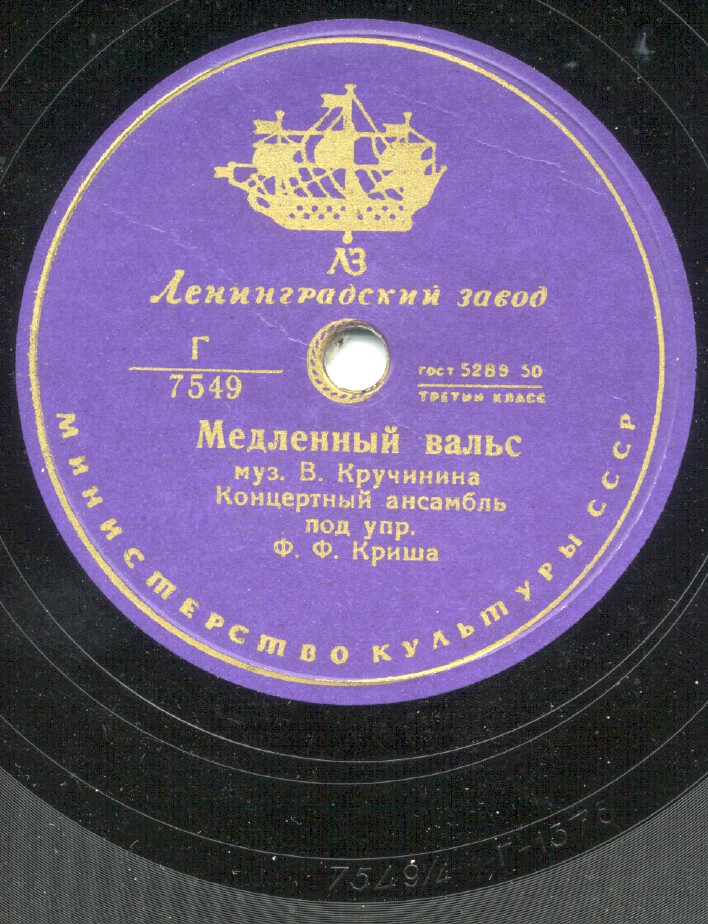 ЛЗ
Ленинградский завод
Г
7549
ГОСТ 5289 50
ТРЕТИЙ КЛАСС
Медленный вальс
муз. В. Кручинина
Концертный ансамбль
под упр.
Ф. Ф. Криша
МИНИСТЕРСТВО КУЛЬТУРЫ СССР
7549/4